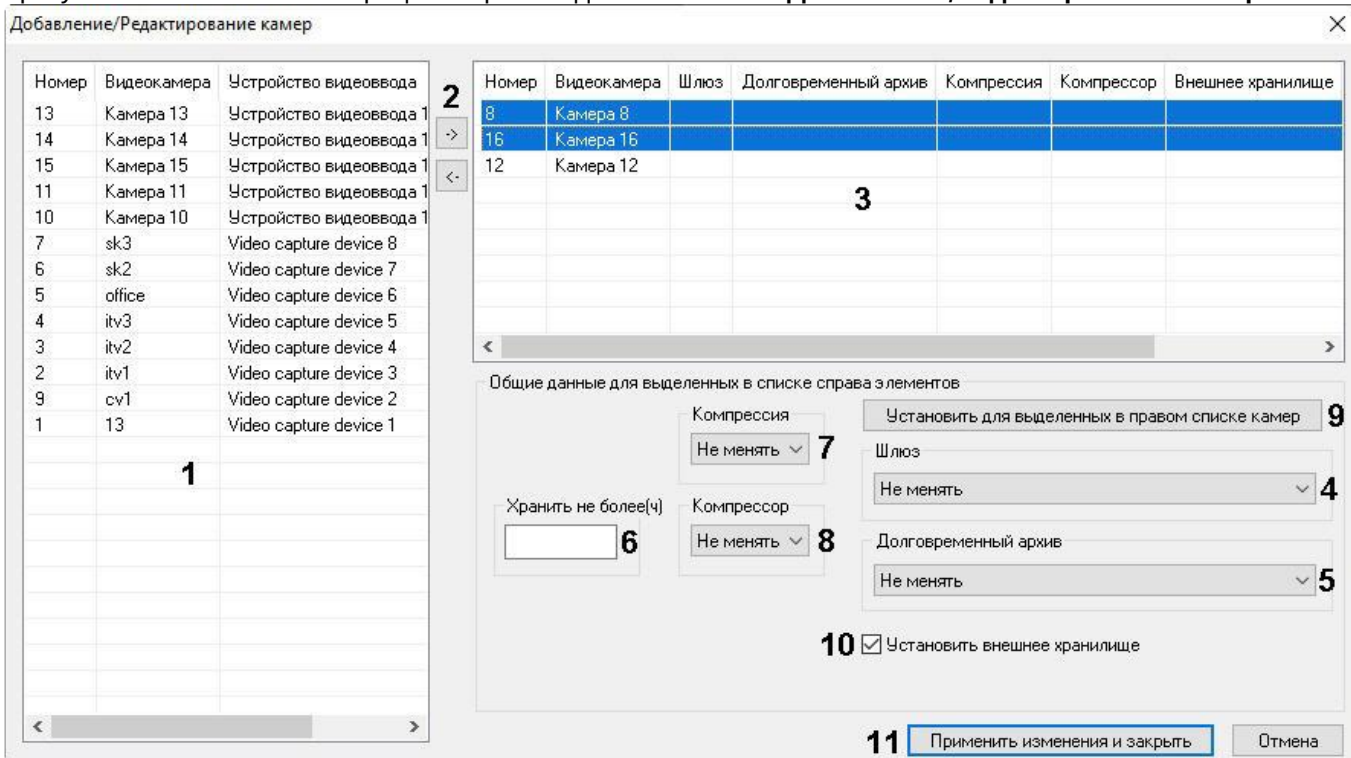 Добавление/Редактирование камер
Номер Видеокамера Устройство видеоввода
13 Камера 13 Устройство видеоввода 1
14 Камера 14 Устройство видеоввода 1
15 Камера 15 Устройство видеоввода 1
11 Камера 11 Устройство видеоввода 1
10 Камера 10 Устройство видеоввода 1
7 sk3 Video capture device 8
6 sk2 Video capture device 7
5 office Video capture device 6
4 itv3 Video capture device 5
3 itv2 Video capture device 4
2 itv1 Video capture device 3
9 cv1 Video capture device 2
1 13 Video capture device 1
1
2
->
<-
Номер Видеокамера Шлюз Долговременный архив Компрессия Компрессор Внешнее хранилище
8 Камера 8
16 Камера 16
12 Камера 12
3
Общие данные для выделенных в списке справа элементов
Компрессия
Не менять 7
Установить для выделенных в правом списке камер 9
Шлюз
Не менять 4
Хранить не более(ч)
6
Компрессор
Не менять 8
Долговременный архив
Не менять 5
10 Установить внешнее хранилище
11 Применить изменения и закрыть Отмена